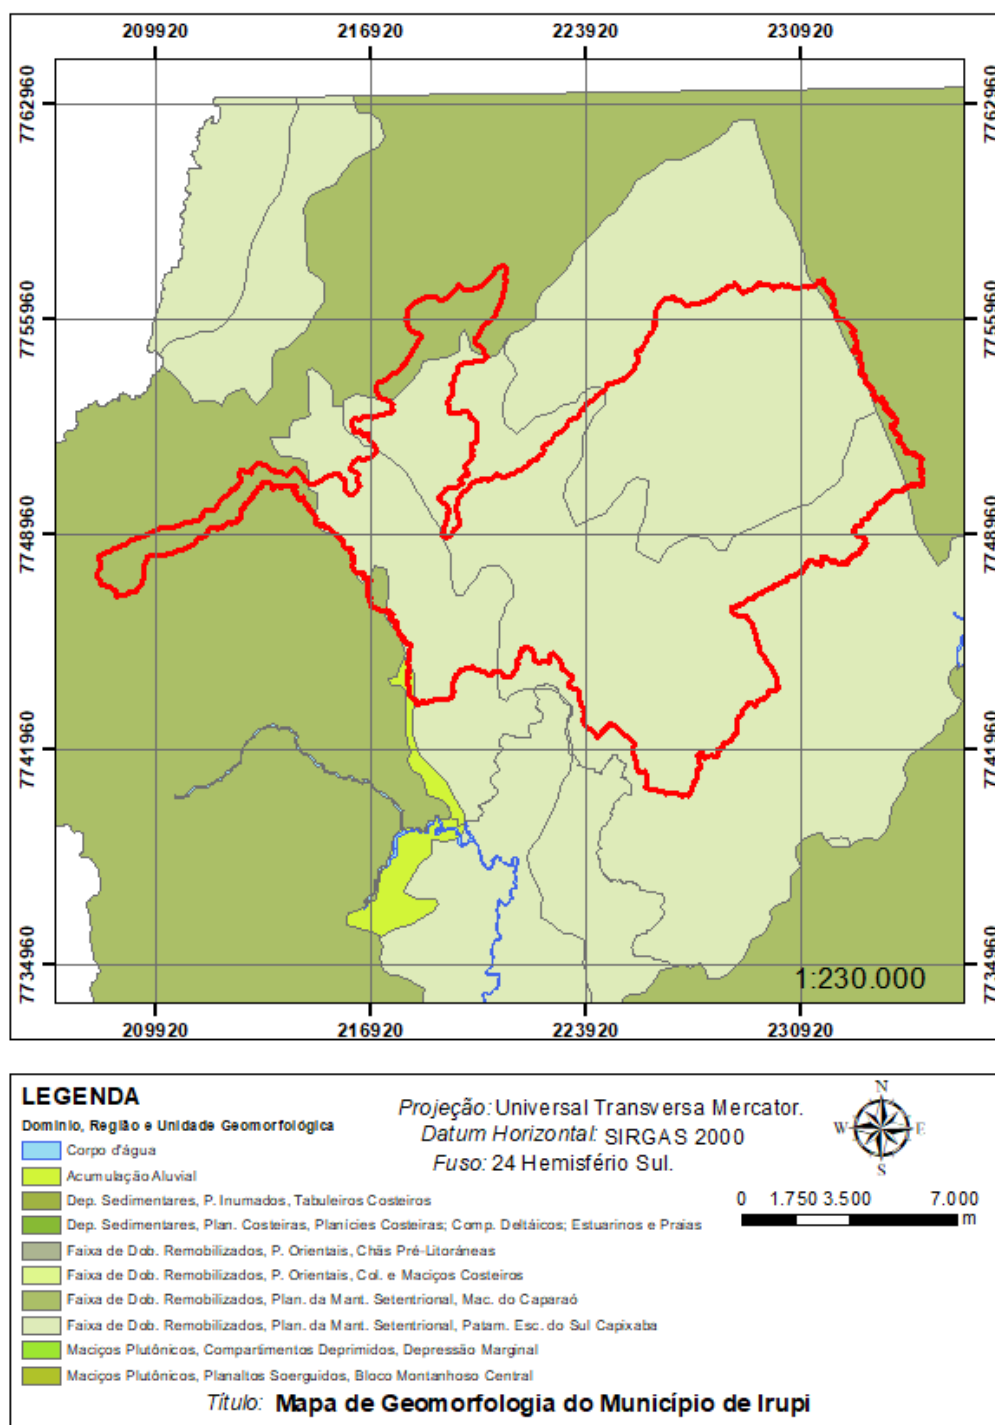 209920 216920 223920 230920
7762960 7762960
7755960 7755960
7748960 7748960
7741960 7741960
7734960 7734960
1:230.000
209920 216920 223920 230920
LEGENDA
Domínio, Região e Unidade Geomorfológica
Corpo d'água
Acumulação Aluvial
Dep. Sedimentares, P. Inumados, Tabuleiros Costeiros
Dep. Sedimentares, Plan. Costeiras, Planícies Costeiras; Comp. Deltáicos; Estuarinos e Praias
Faixa de Dob. Remobilizados, P. Orientais, Chãs Pré-Litorâneas
Faixa de Dob. Remobilizados, P. Orientais, Col. e Maciços Costeiros
Faixa de Dob. Remobilizados, Plan. da Mant. Setentrional, Mac. do Caparaó
Faixa de Dob. Remobilizados, Plan. da Mant. Setentrional, Patam. Esc. do Sul Capixaba
Maciços Plutônicos, Compartimentos Deprimidos, Depressão Marginal
Maciços Plutônicos, Planaltos Soerguidos, Bloco Montanhoso Central
Projeção: Universal Transversa Mercator.
Datum Horizontal: SIRGAS 2000
Fuso: 24 Hemisfério Sul.
N
W E
S
0 1.750 3.500 7.000
m
Título: Mapa de Geomorfologia do Município de Irupi